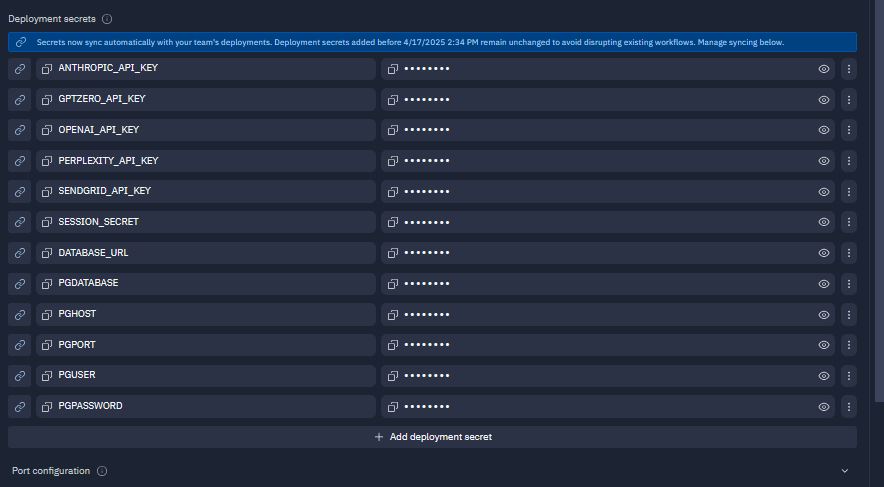 Deployment secrets
Secrets now sync automatically with your team's deployments. Deployment secrets added before 4/17/2025 2:34 PM remain unchanged to avoid disrupting existing workflows. Manage syncing below.
ANTHROPIC_API_KEY ••••••••
GPTZERO_API_KEY ••••••••
OPENAI_API_KEY ••••••••
PERPLEXITY_API_KEY ••••••••
SENDGRID_API_KEY ••••••••
SESSION_SECRET ••••••••
DATABASE_URL ••••••••
PGDATABASE ••••••••
PGHOST ••••••••
PGPORT ••••••••
PGUSER ••••••••
PGPASSWORD ••••••••
+ Add deployment secret
Port configuration